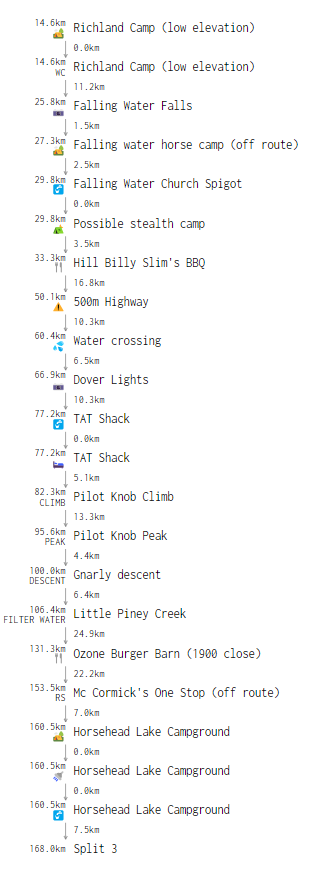 14.6km Richland Camp (low elevation)
0.0km
14.6km Richland Camp (low elevation)
WC
11.2km
25.8km Falling Water Falls
1.5km
27.3km Falling water horse camp (off route)
2.5km
29.8km Falling Water Church Spigot
0.0km
29.8km Possible stealth camp
3.5km
33.3km Hill Billy Slim's BBQ
16.8km
50.1km 500m Highway
10.3km
60.4km Water crossing
6.5km
66.9km Dover Lights
10.3km
77.2km TAT Shack
0.0km
77.2km TAT Shack
5.1km
82.3km Pilot Knob Climb
CLIMB
13.3km
95.6km Pilot Knob Peak
PEAK
4.4km
100.0km Gnarly descent
DESCENT
6.4km
106.4km Little Piney Creek
FILTER WATER
24.9km
131.3km Ozone Burger Barn (1900 close)
22.2km
153.5km Mc Cormick's One Stop (off route)
RS
7.0km
160.5km Horsehead Lake Campground
0.0km
160.5km Horsehead Lake Campground
0.0km
160.5km Horsehead Lake Campground
7.5km
168.0km Split 3